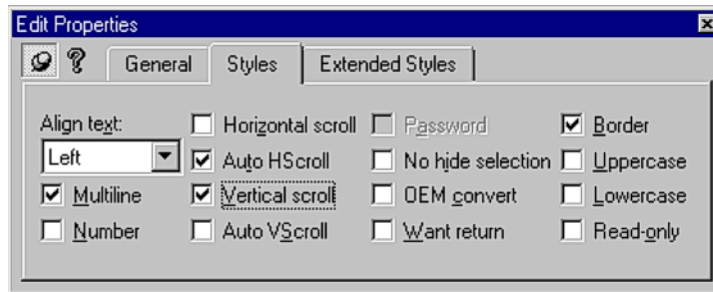 Edit Properties
General Styles Extended Styles
Align text: Horizontal scroll Password Border
Left Auto HScroll No hide selection Uppercase
Multiline Vertical scroll OEM convert Lowercase
Number Auto VScroll Want return Read-only